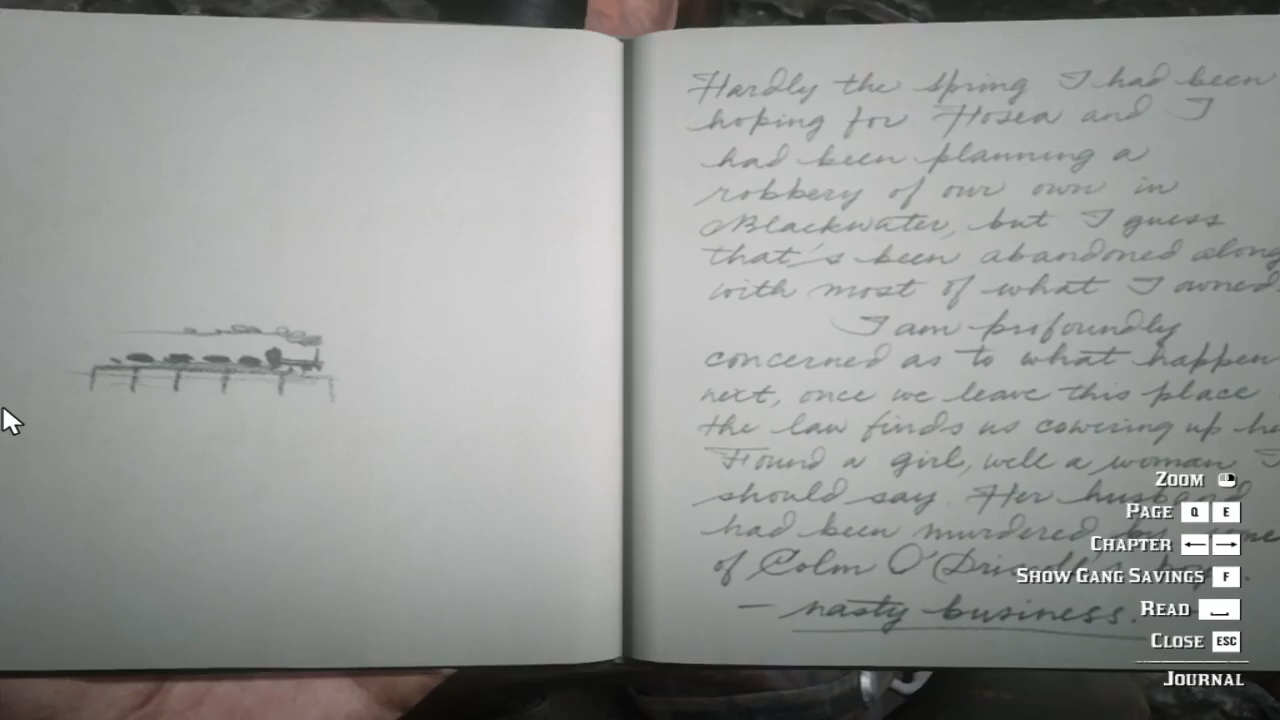 Hardly the spring I had been
hoping for Hosea and I
had been planning a
robbery of our own in
Blackwater, but I guess
that's been abandoned along
with most of what I owned.
I am profoundly
concerned as to what happen
next, once we leave this place
the law finds us cowering up he
Found a girl, well a woman I
should say. Her husband
had been murdered by some
of Colm O'Driscoll's boys.
— nasty business.
ZOOM
PAGE Q E
CHAPTER ← →
SHOW GANG SAVINGS F
READ
CLOSE ESC
JOURNAL